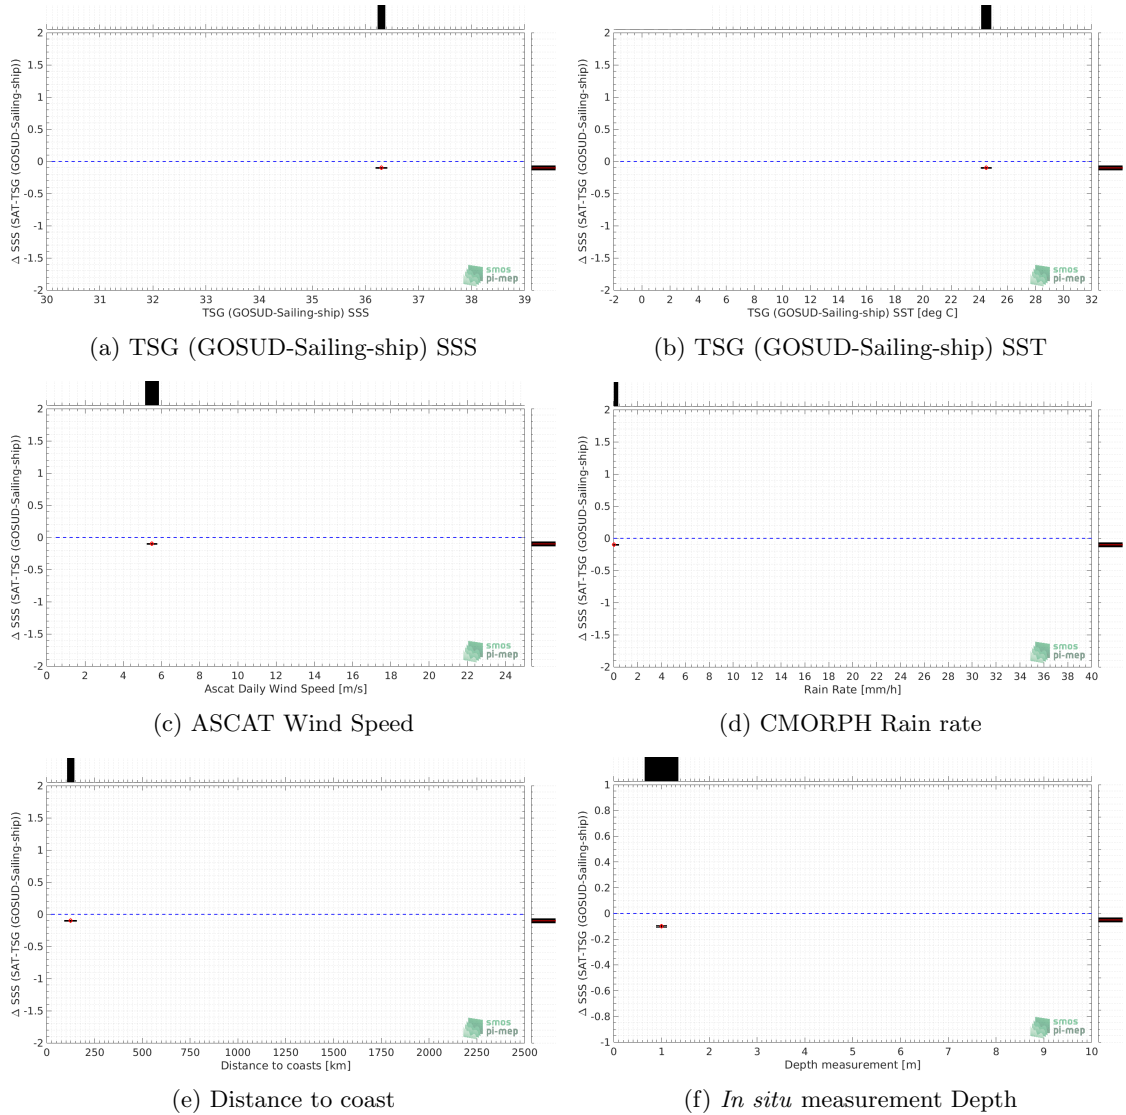 2
1.5
1
0.5
0
-0.5
-1
-1.5
-2
Δ SSS (SAT-TSG (GOSUD-Sailing-ship))
30 31 32 33 34 35 36 37 38 39
TSG (GOSUD-Sailing-ship) SSS
smos
pi-mep
(a) TSG (GOSUD-Sailing-ship) SSS
2
1.5
1
0.5
0
-0.5
-1
-1.5
-2
Δ SSS (SAT-TSG (GOSUD-Sailing-ship))
-2 0 2 4 6 8 10 12 14 16 18 20 22 24 26 28 30 32
TSG (GOSUD-Sailing-ship) SST [deg C]
smos
pi-mep
(b) TSG (GOSUD-Sailing-ship) SST
2
1.5
1
0.5
0
-0.5
-1
-1.5
-2
Δ SSS (SAT-TSG (GOSUD-Sailing-ship))
0 2 4 6 8 10 12 14 16 18 20 22 24
Ascat Daily Wind Speed [m/s]
smos
pi-mep
(c) ASCAT Wind Speed
2
1.5
1
0.5
0
-0.5
-1
-1.5
-2
Δ SSS (SAT-TSG (GOSUD-Sailing-ship))
0 2 4 6 8 10 12 14 16 18 20 22 24 26 28 30 32 34 36 38 40
Rain Rate [mm/h]
smos
pi-mep
(d) CMORPH Rain rate
2
1.5
1
0.5
0
-0.5
-1
-1.5
-2
Δ SSS (SAT-TSG (GOSUD-Sailing-ship))
0 250 500 750 1000 1250 1500 1750 2000 2250 2500
Distance to coasts [km]
smos
pi-mep
(e) Distance to coast
1
0.8
0.6
0.4
0.2
0
-0.2
-0.4
-0.6
-0.8
-1
Δ SSS (SAT-TSG (GOSUD-Sailing-ship))
0 1 2 3 4 5 6 7 8 9 10
Depth measurement [m]
smos
pi-mep
(f) In situ measurement Depth